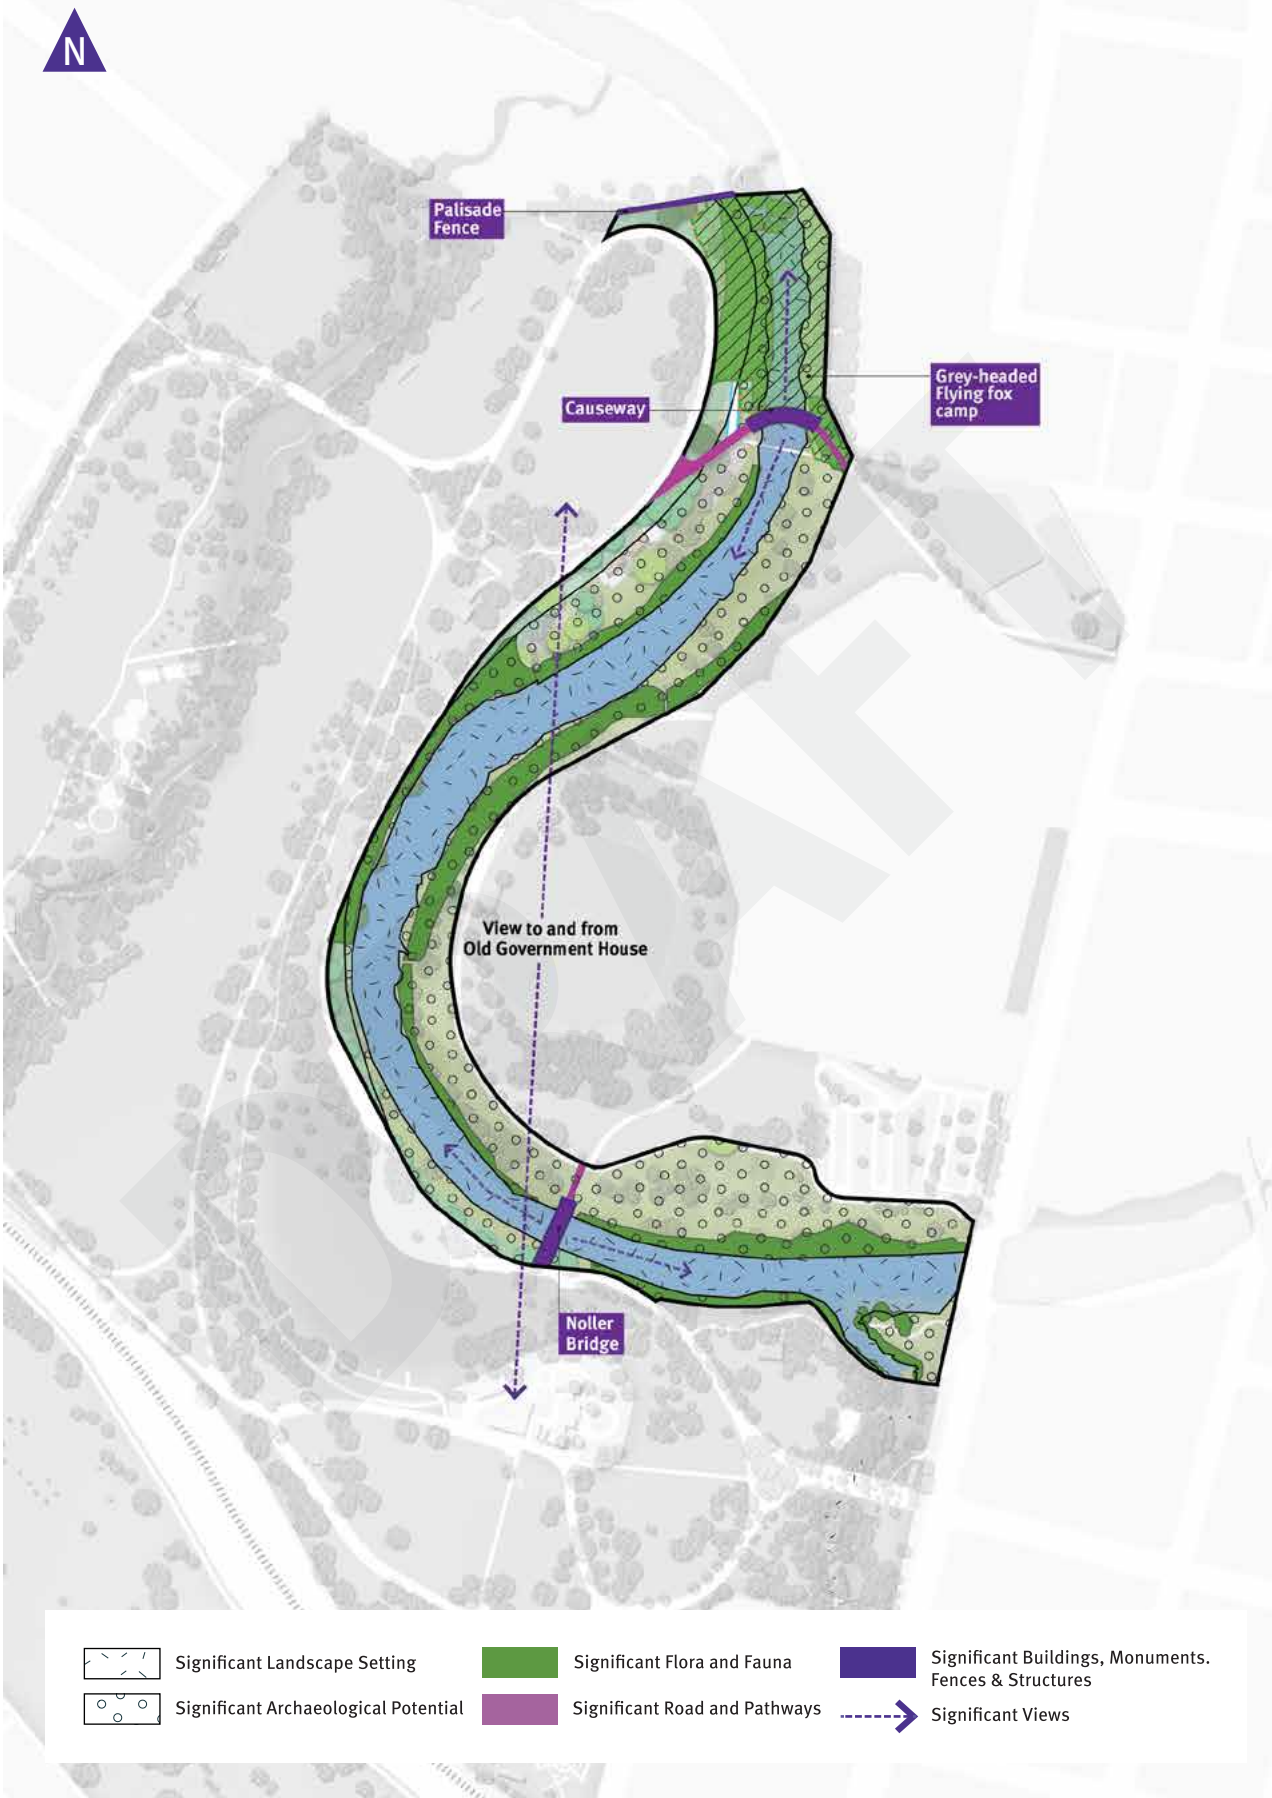 N
Palisade
Fence
Grey-headed
Flying fox
camp
Causeway
View to and from
Old Government House
Noller
Bridge
DRAFT
Significant Landscape Setting
Significant Archaeological Potential
Significant Flora and Fauna
Significant Road and Pathways
Significant Buildings, Monuments.
Fences & Structures
Significant Views